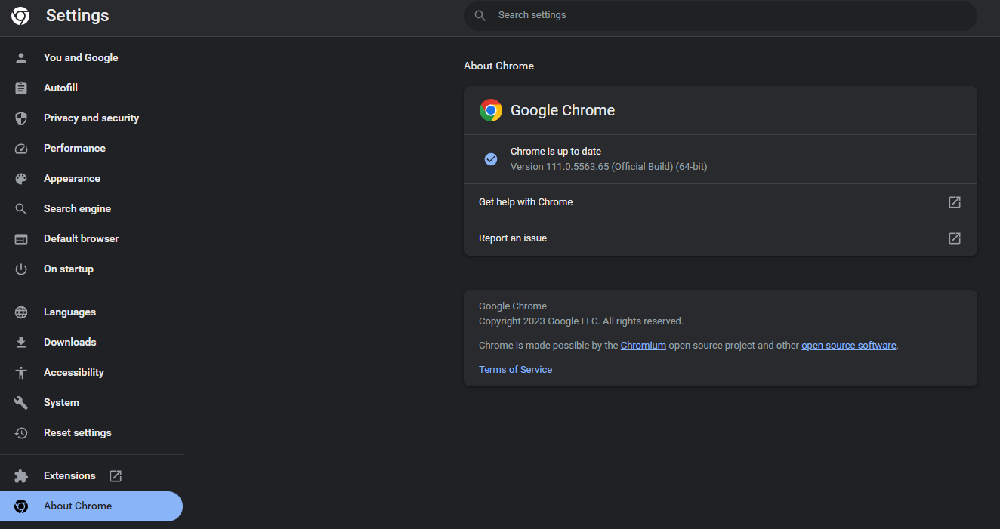 Settings
Search settings
You and Google
Autofill
Privacy and security
Performance
Appearance
Search engine
Default browser
On startup
Languages
Downloads
Accessibility
System
Reset settings
Extensions
About Chrome
About Chrome
Google Chrome
Chrome is up to date
Version 111.0.5563.65 (Official Build) (64-bit)
Get help with Chrome
Report an issue
Google Chrome
Copyright 2023 Google LLC. All rights reserved.
Chrome is made possible by the Chromium open source project and other open source software.
Terms of Service